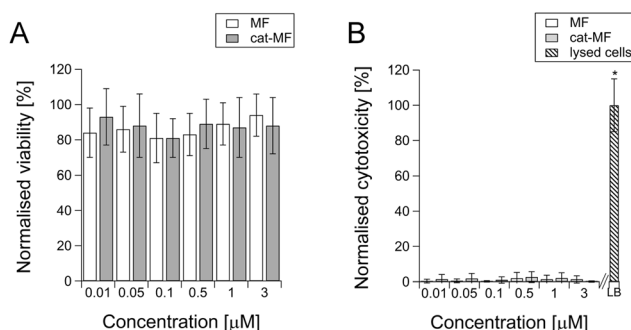 A
MF
cat-MF
Normalised viability [%]
120
100
80
60
40
20
0
0.01 0.05 0.1 0.5 1 3
Concentration [µM]
B
MF
cat-MF
lysed cells
Normalised cytotoxicity [%]
120
100
80
60
40
20
0
*
0.01 0.05 0.1 0.5 1 3 LB
Concentration [µM]